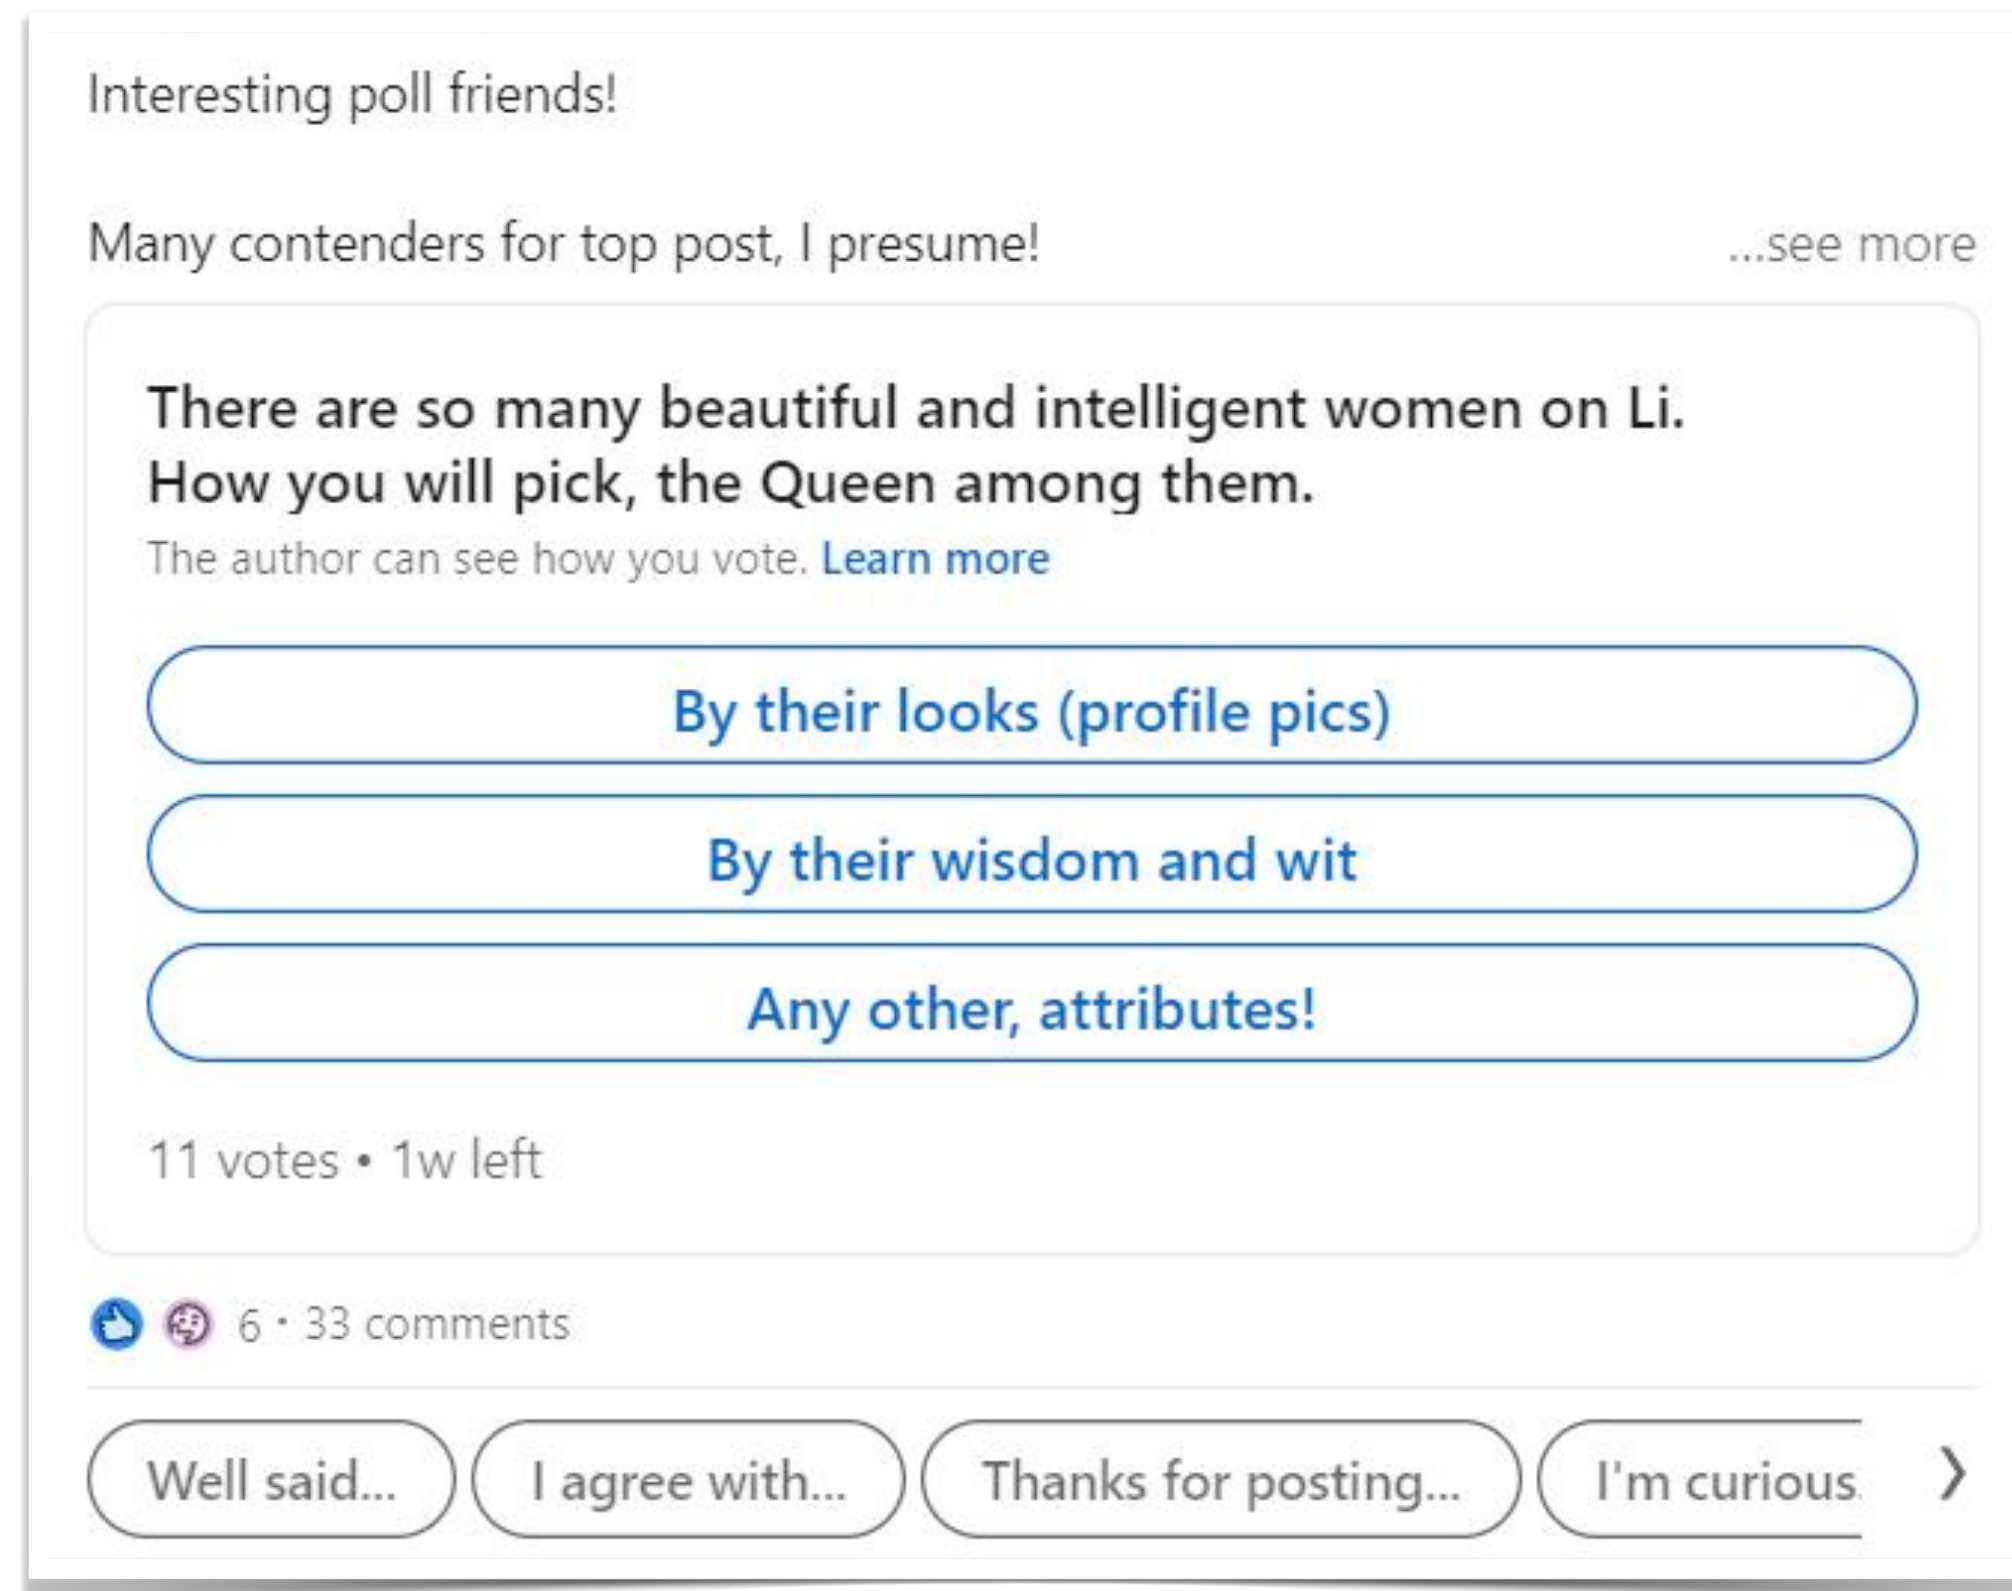 Interesting poll friends!
Many contenders for top post, I presume!
...see more
There are so many beautiful and intelligent women on Li.
How you will pick, the Queen among them.
The author can see how you vote. Learn more
By their looks (profile pics)
By their wisdom and wit
Any other, attributes!
11 votes • 1w left
6 · 33 comments
Well said...
I agree with...
Thanks for posting...
I'm curious.